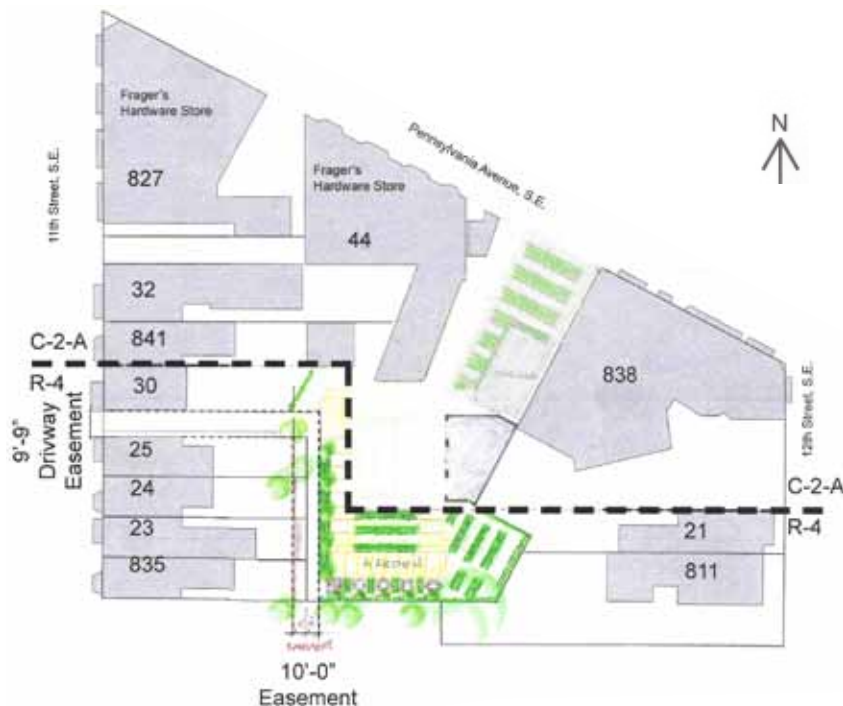 Frager's
Hardware Store
827
11th Street, S.E.
Frager's
Hardware Store
44
Pennsylvania Avenue, S.E.
N
32
841
C-2-A
R-4
30
838
12th Street, S.E.
9'-9"
Drivway
Easement
25
24
23
835
C-2-A
R-4
21
811
10'-0"
Easement